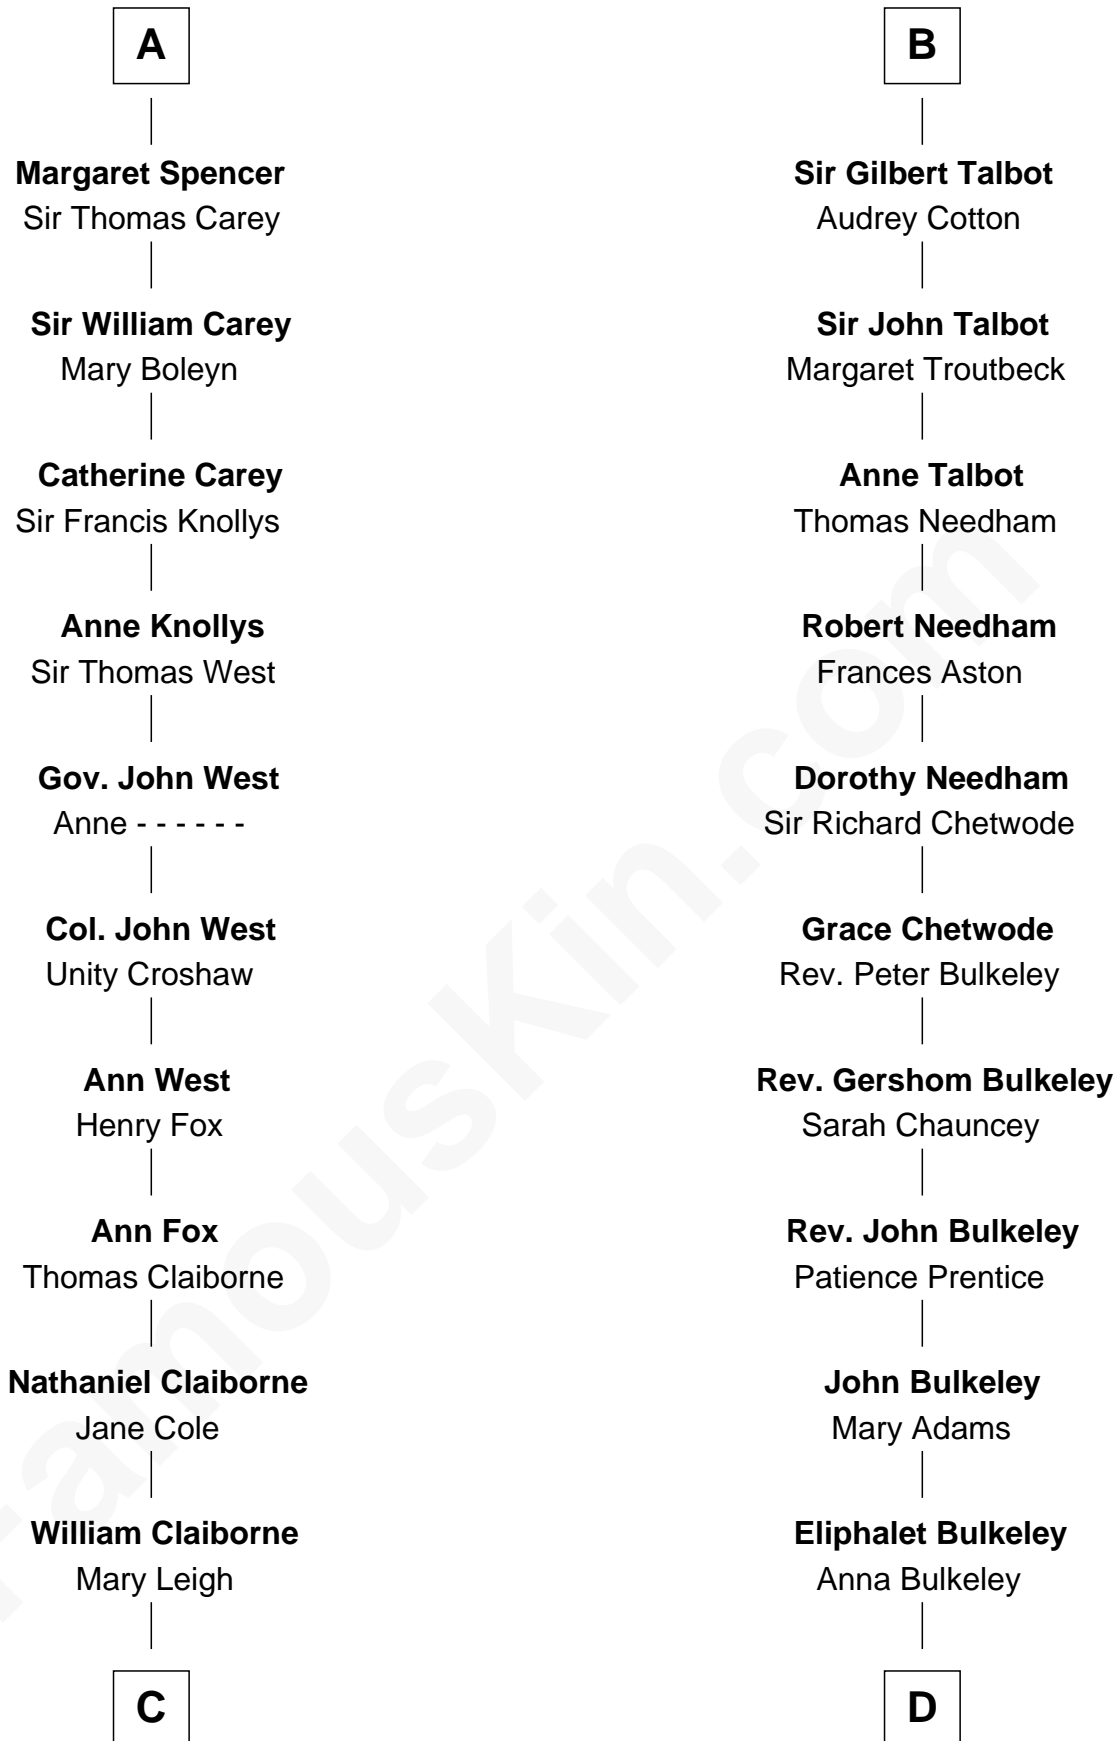 A
Margaret Spencer
Sir Thomas Carey
Sir William Carey
Mary Boleyn
Catherine Carey
Sir Francis Knollys
Anne Knollys
Sir Thomas West
Gov. John West
Anne - - - - - -
Col. John West
Unity Croshaw
Ann West
Henry Fox
Ann Fox
Thomas Claiborne
Nathaniel Claiborne
Jane Cole
William Claiborne
Mary Leigh
C
B
Sir Gilbert Talbot
Audrey Cotton
Sir John Talbot
Margaret Troutbeck
Anne Talbot
Thomas Needham
Robert Needham
Frances Aston
Dorothy Needham
Sir Richard Chetwode
Grace Chetwode
Rev. Peter Bulkeley
Rev. Gershom Bulkeley
Sarah Chauncey
Rev. John Bulkeley
Patience Prentice
John Bulkeley
Mary Adams
Eliphalet Bulkeley
Anna Bulkeley
D
FamousKin.com